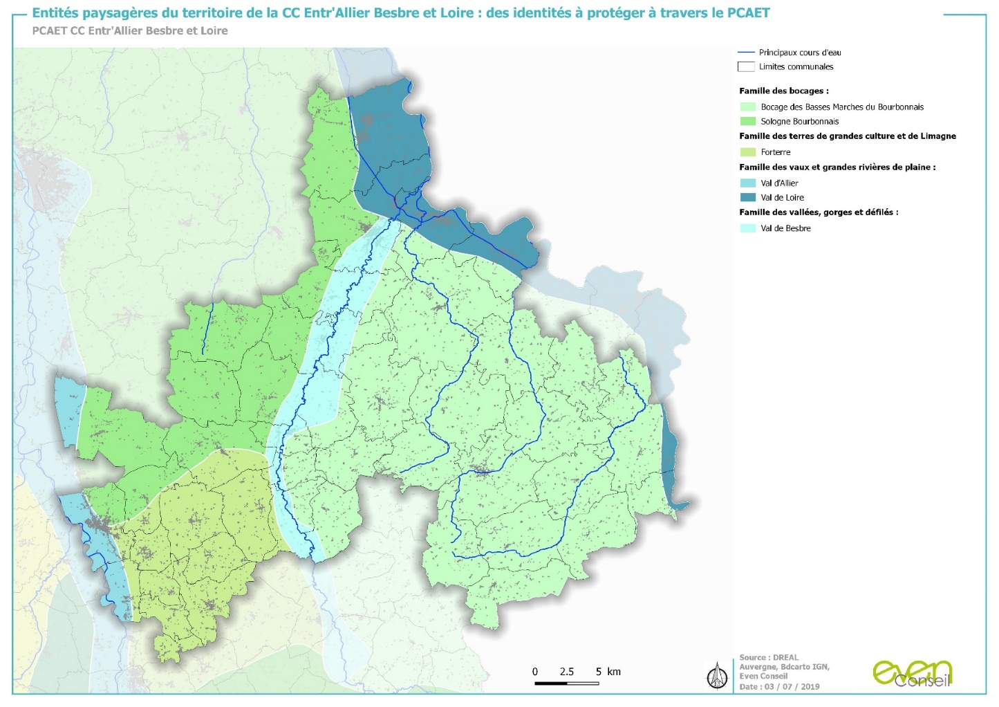 Entités paysagères du territoire de la CC Entr'Allier Besbre et Loire : des identités à protéger à travers le PCAET
PCAET CC Entr'Allier Besbre et Loire
Principaux cours d'eau
Limites communales
Famille des bocages :
Bocage des Basses Marches du Bourbonnais
Sologne Bourbonnais
Famille des terres de grandes culture et de Limagne
Forterre
Famille des vaux et grandes rivières de plaine :
Val d'Allier
Val de Loire
Famille des vallées, gorges et défilés :
Val de Besbre
0 2.5 5 km
Source : DREAL
Auvergne, Bdcarto IGN,
Even Conseil
Date : 03 / 07 / 2019
even
Conseil